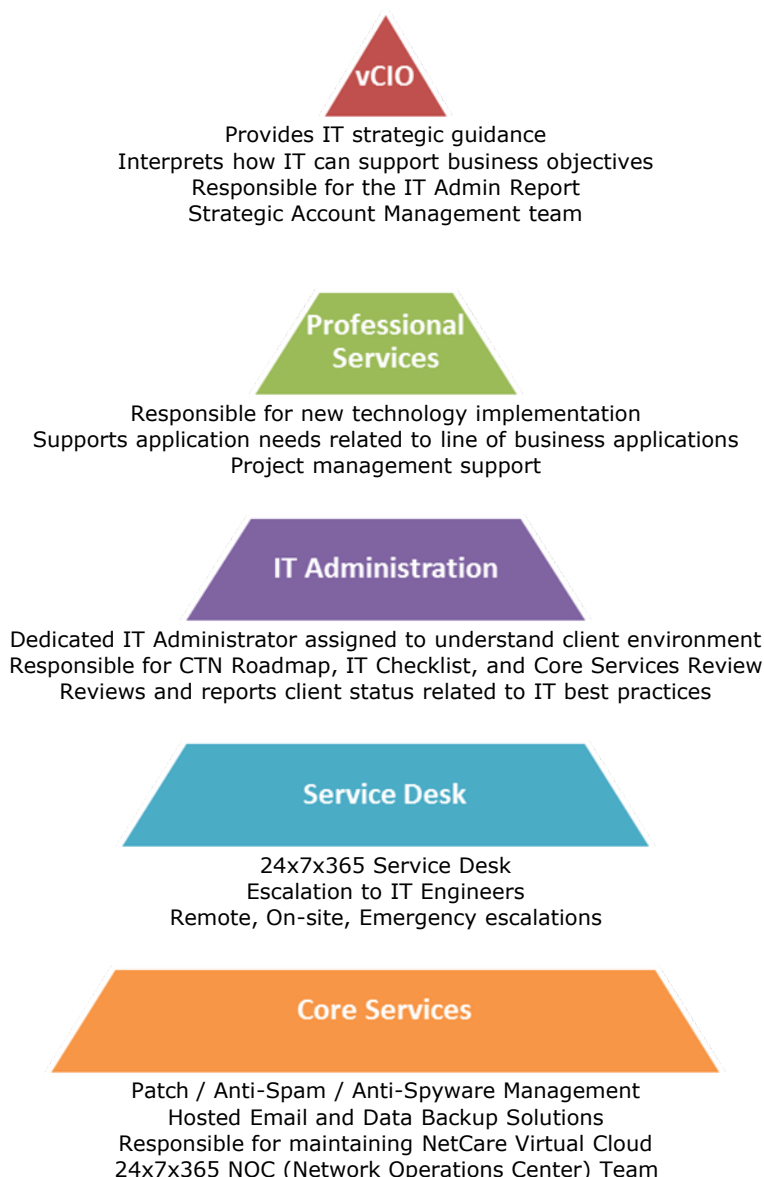 vCIO
Provides IT strategic guidance
Interprets how IT can support business objectives
Responsible for the IT Admin Report
Strategic Account Management team
Professional
Services
Responsible for new technology implementation
Supports application needs related to line of business applications
Project management support
IT Administration
Dedicated IT Administrator assigned to understand client environment
Responsible for CTN Roadmap, IT Checklist, and Core Services Review
Reviews and reports client status related to IT best practices
Service Desk
24x7x365 Service Desk
Escalation to IT Engineers
Remote, On-site, Emergency escalations
Core Services
Patch / Anti-Spam / Anti-Spyware Management
Hosted Email and Data Backup Solutions
Responsible for maintaining NetCare Virtual Cloud
24x7x365 NOC (Network Operations Center) Team